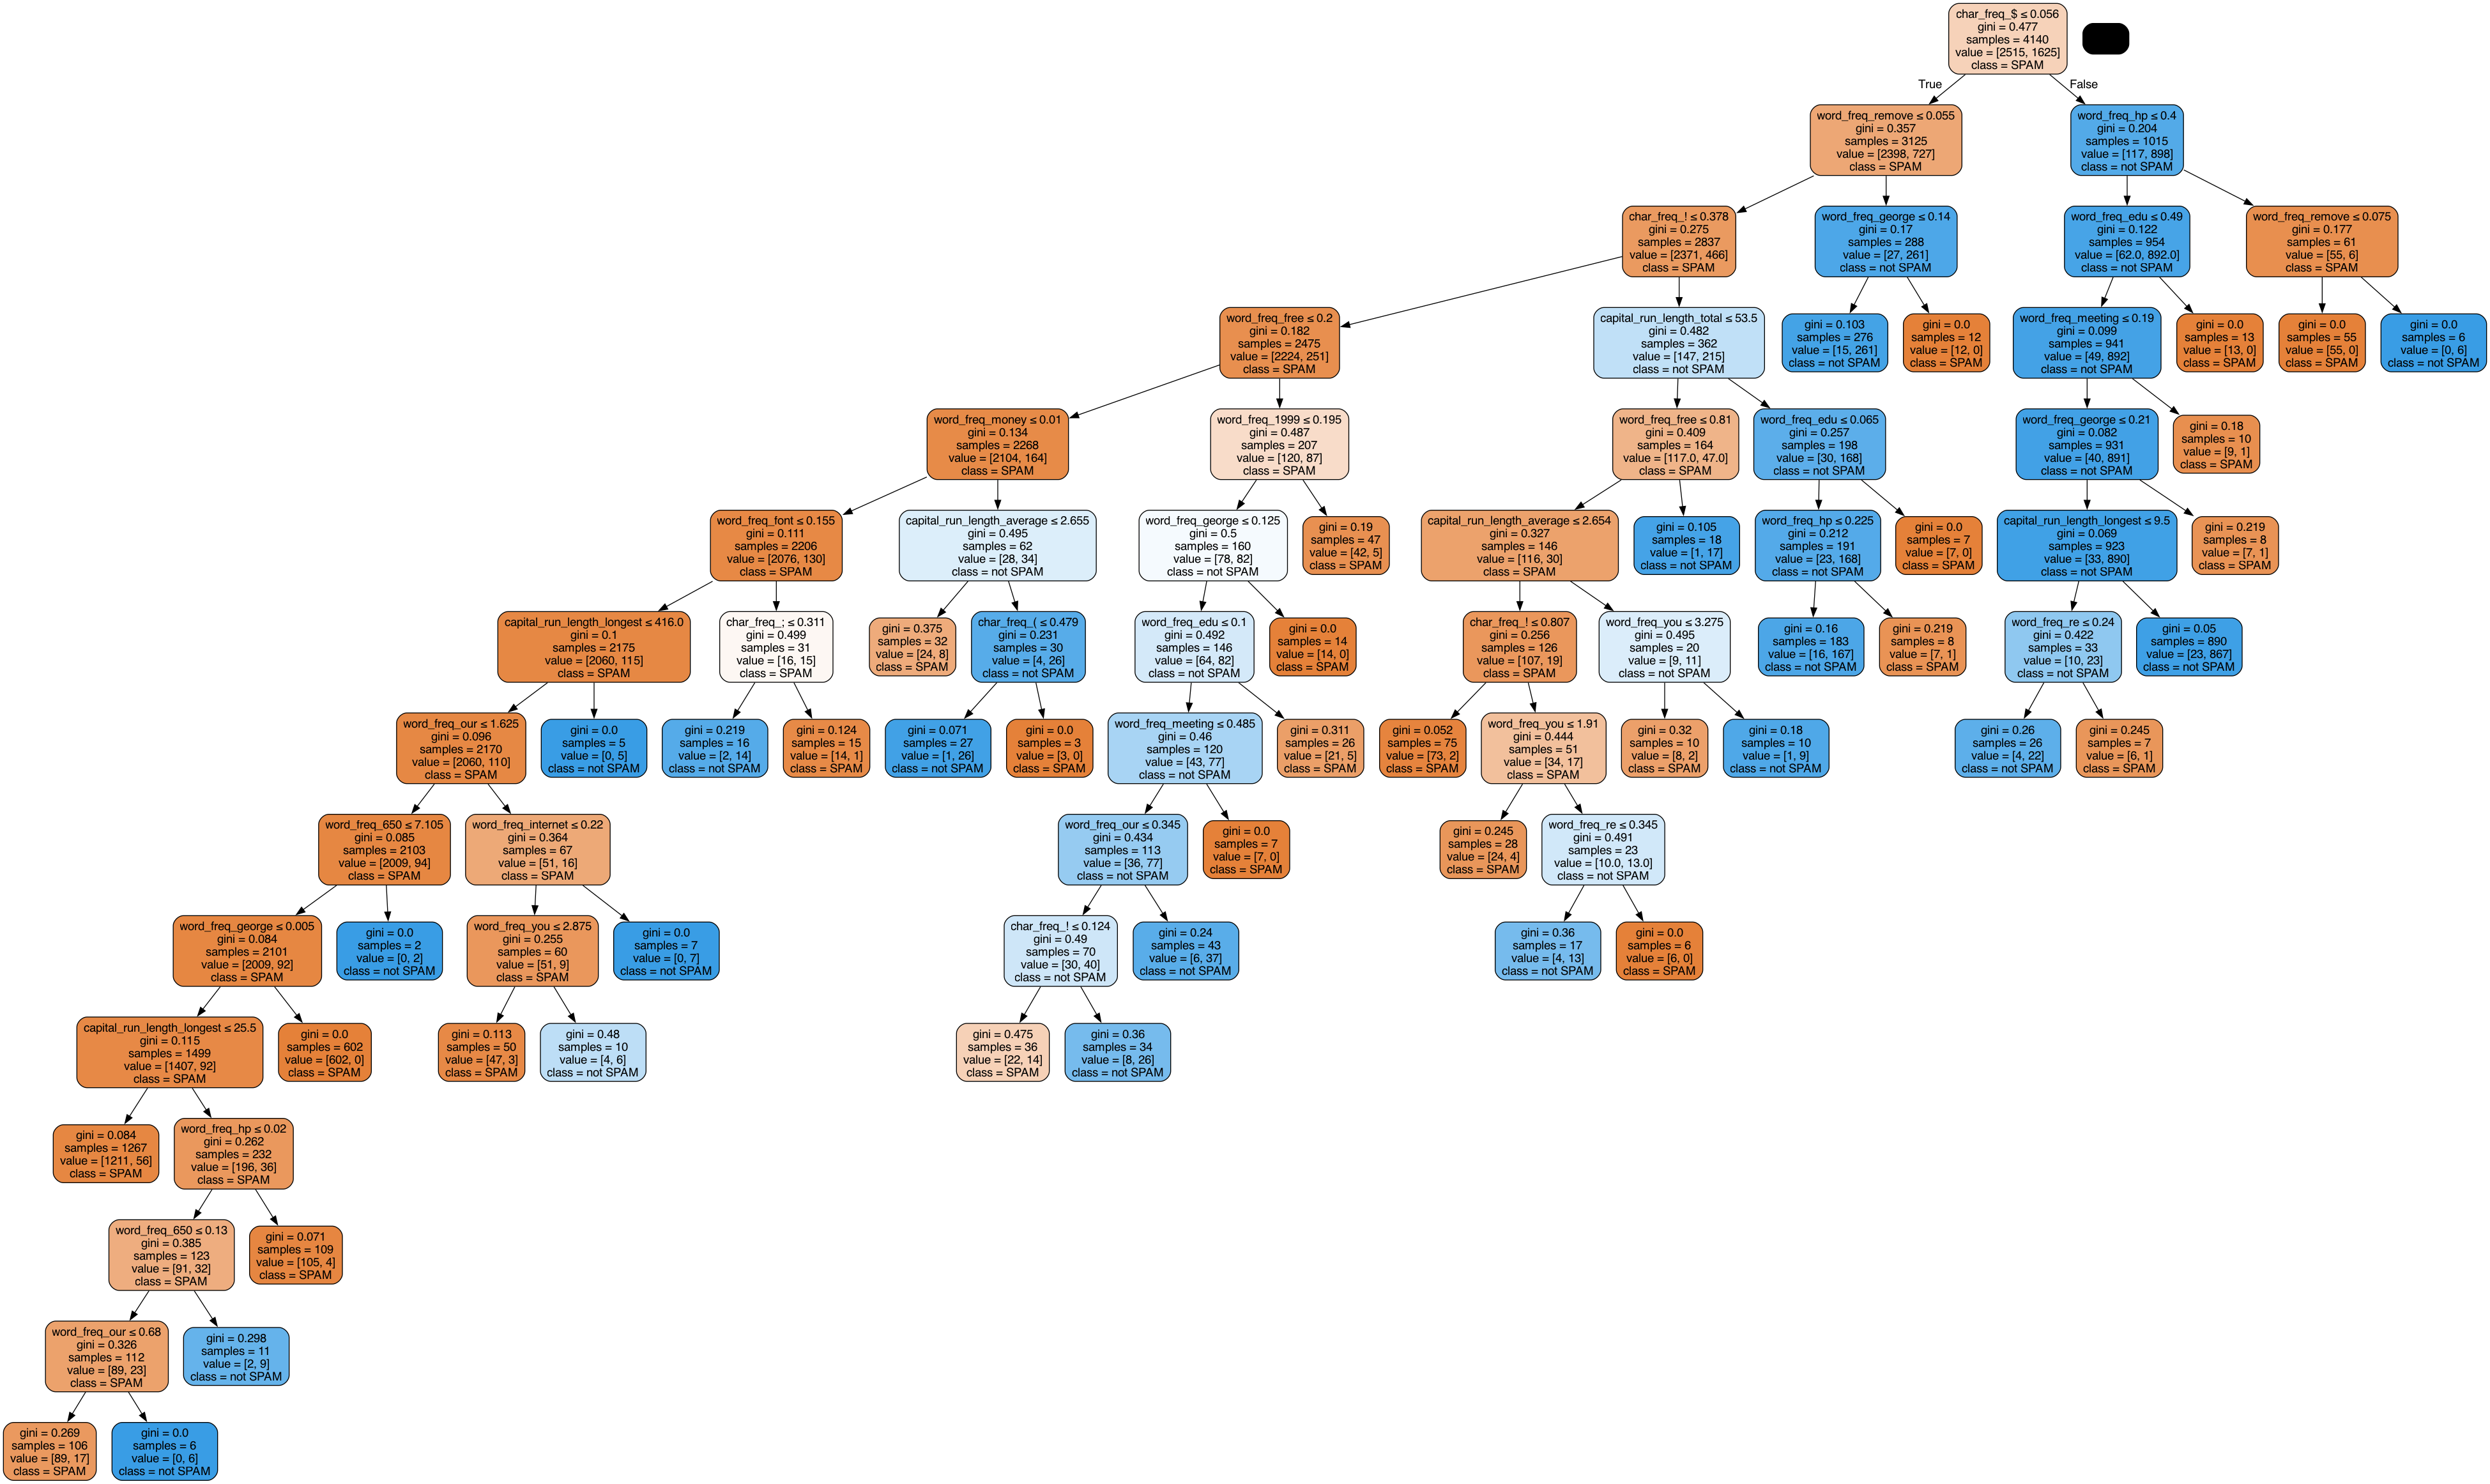 char_freq_$ ≤ 0.056
gini = 0.477
samples = 4140
value = [2515, 1625]
class = SPAM
True
False
word_freq_remove ≤ 0.055
gini = 0.357
samples = 3125
value = [2398, 727]
class = SPAM
word_freq_hp ≤ 0.4
gini = 0.204
samples = 1015
value = [117, 898]
class = not SPAM
char_freq_! ≤ 0.378
gini = 0.275
samples = 2837
value = [2371, 466]
class = SPAM
word_freq_george ≤ 0.14
gini = 0.17
samples = 288
value = [27, 261]
class = not SPAM
word_freq_edu ≤ 0.49
gini = 0.122
samples = 954
value = [62.0, 892.0]
class = not SPAM
word_freq_remove ≤ 0.075
gini = 0.177
samples = 61
value = [55, 6]
class = SPAM
word_freq_free ≤ 0.2
gini = 0.182
samples = 2475
value = [2224, 251]
class = SPAM
capital_run_length_total ≤ 53.5
gini = 0.482
samples = 362
value = [147, 215]
class = not SPAM
gini = 0.103
samples = 276
value = [15, 261]
class = not SPAM
gini = 0.0
samples = 12
value = [12, 0]
class = SPAM
word_freq_meeting ≤ 0.19
gini = 0.099
samples = 941
value = [49, 892]
class = not SPAM
gini = 0.0
samples = 13
value = [13, 0]
class = SPAM
gini = 0.0
samples = 55
value = [55, 0]
class = SPAM
gini = 0.0
samples = 6
value = [0, 6]
class = not SPAM
word_freq_money ≤ 0.01
gini = 0.134
samples = 2268
value = [2104, 164]
class = SPAM
word_freq_1999 ≤ 0.195
gini = 0.487
samples = 207
value = [120, 87]
class = SPAM
word_freq_free ≤ 0.81
gini = 0.409
samples = 164
value = [117.0, 47.0]
class = SPAM
word_freq_edu ≤ 0.065
gini = 0.257
samples = 198
value = [30, 168]
class = not SPAM
word_freq_george ≤ 0.21
gini = 0.082
samples = 931
value = [40, 891]
class = not SPAM
gini = 0.18
samples = 10
value = [9, 1]
class = SPAM
word_freq_font ≤ 0.155
gini = 0.111
samples = 2206
value = [2076, 130]
class = SPAM
capital_run_length_average ≤ 2.655
gini = 0.495
samples = 62
value = [28, 34]
class = not SPAM
word_freq_george ≤ 0.125
gini = 0.5
samples = 160
value = [78, 82]
class = not SPAM
gini = 0.19
samples = 47
value = [42, 5]
class = SPAM
capital_run_length_average ≤ 2.654
gini = 0.327
samples = 146
value = [116, 30]
class = SPAM
gini = 0.105
samples = 18
value = [1, 17]
class = not SPAM
word_freq_hp ≤ 0.225
gini = 0.212
samples = 191
value = [23, 168]
class = not SPAM
gini = 0.0
samples = 7
value = [7, 0]
class = SPAM
capital_run_length_longest ≤ 9.5
gini = 0.069
samples = 923
value = [33, 890]
class = not SPAM
gini = 0.219
samples = 8
value = [7, 1]
class = SPAM
capital_run_length_longest ≤ 416.0
gini = 0.1
samples = 2175
value = [2060, 115]
class = SPAM
char_freq_; ≤ 0.311
gini = 0.499
samples = 31
value = [16, 15]
class = SPAM
gini = 0.375
samples = 32
value = [24, 8]
class = SPAM
char_freq_( ≤ 0.479
gini = 0.231
samples = 30
value = [4, 26]
class = not SPAM
word_freq_edu ≤ 0.1
gini = 0.492
samples = 146
value = [64, 82]
class = not SPAM
gini = 0.0
samples = 14
value = [14, 0]
class = SPAM
char_freq_! ≤ 0.807
gini = 0.256
samples = 126
value = [107, 19]
class = SPAM
word_freq_you ≤ 3.275
gini = 0.495
samples = 20
value = [9, 11]
class = not SPAM
gini = 0.16
samples = 183
value = [16, 167]
class = not SPAM
gini = 0.219
samples = 8
value = [7, 1]
class = SPAM
word_freq_re ≤ 0.24
gini = 0.422
samples = 33
value = [10, 23]
class = not SPAM
gini = 0.05
samples = 890
value = [23, 867]
class = not SPAM
word_freq_our ≤ 1.625
gini = 0.096
samples = 2170
value = [2060, 110]
class = SPAM
gini = 0.0
samples = 5
value = [0, 5]
class = not SPAM
gini = 0.219
samples = 16
value = [2, 14]
class = not SPAM
gini = 0.124
samples = 15
value = [14, 1]
class = SPAM
gini = 0.071
samples = 27
value = [1, 26]
class = not SPAM
gini = 0.0
samples = 3
value = [3, 0]
class = SPAM
word_freq_meeting ≤ 0.485
gini = 0.46
samples = 120
value = [43, 77]
class = not SPAM
gini = 0.311
samples = 26
value = [21, 5]
class = SPAM
gini = 0.052
samples = 75
value = [73, 2]
class = SPAM
word_freq_you ≤ 1.91
gini = 0.444
samples = 51
value = [34, 17]
class = SPAM
gini = 0.32
samples = 10
value = [8, 2]
class = SPAM
gini = 0.18
samples = 10
value = [1, 9]
class = not SPAM
gini = 0.26
samples = 26
value = [4, 22]
class = not SPAM
gini = 0.245
samples = 7
value = [6, 1]
class = SPAM
word_freq_650 ≤ 7.105
gini = 0.085
samples = 2103
value = [2009, 94]
class = SPAM
word_freq_internet ≤ 0.22
gini = 0.364
samples = 67
value = [51, 16]
class = SPAM
word_freq_our ≤ 0.345
gini = 0.434
samples = 113
value = [36, 77]
class = not SPAM
gini = 0.0
samples = 7
value = [7, 0]
class = SPAM
gini = 0.245
samples = 28
value = [24, 4]
class = SPAM
word_freq_re ≤ 0.345
gini = 0.491
samples = 23
value = [10.0, 13.0]
class = not SPAM
word_freq_george ≤ 0.005
gini = 0.084
samples = 2101
value = [2009, 92]
class = SPAM
gini = 0.0
samples = 2
value = [0, 2]
class = not SPAM
word_freq_you ≤ 2.875
gini = 0.255
samples = 60
value = [51, 9]
class = SPAM
gini = 0.0
samples = 7
value = [0, 7]
class = not SPAM
char_freq_! ≤ 0.124
gini = 0.49
samples = 70
value = [30, 40]
class = not SPAM
gini = 0.24
samples = 43
value = [6, 37]
class = not SPAM
gini = 0.36
samples = 17
value = [4, 13]
class = not SPAM
gini = 0.0
samples = 6
value = [6, 0]
class = SPAM
capital_run_length_longest ≤ 25.5
gini = 0.115
samples = 1499
value = [1407, 92]
class = SPAM
gini = 0.0
samples = 602
value = [602, 0]
class = SPAM
gini = 0.113
samples = 50
value = [47, 3]
class = SPAM
gini = 0.48
samples = 10
value = [4, 6]
class = not SPAM
gini = 0.475
samples = 36
value = [22, 14]
class = SPAM
gini = 0.36
samples = 34
value = [8, 26]
class = not SPAM
gini = 0.084
samples = 1267
value = [1211, 56]
class = SPAM
word_freq_hp ≤ 0.02
gini = 0.262
samples = 232
value = [196, 36]
class = SPAM
word_freq_650 ≤ 0.13
gini = 0.385
samples = 123
value = [91, 32]
class = SPAM
gini = 0.071
samples = 109
value = [105, 4]
class = SPAM
word_freq_our ≤ 0.68
gini = 0.326
samples = 112
value = [89, 23]
class = SPAM
gini = 0.298
samples = 11
value = [2, 9]
class = not SPAM
gini = 0.269
samples = 106
value = [89, 17]
class = SPAM
gini = 0.0
samples = 6
value = [0, 6]
class = not SPAM